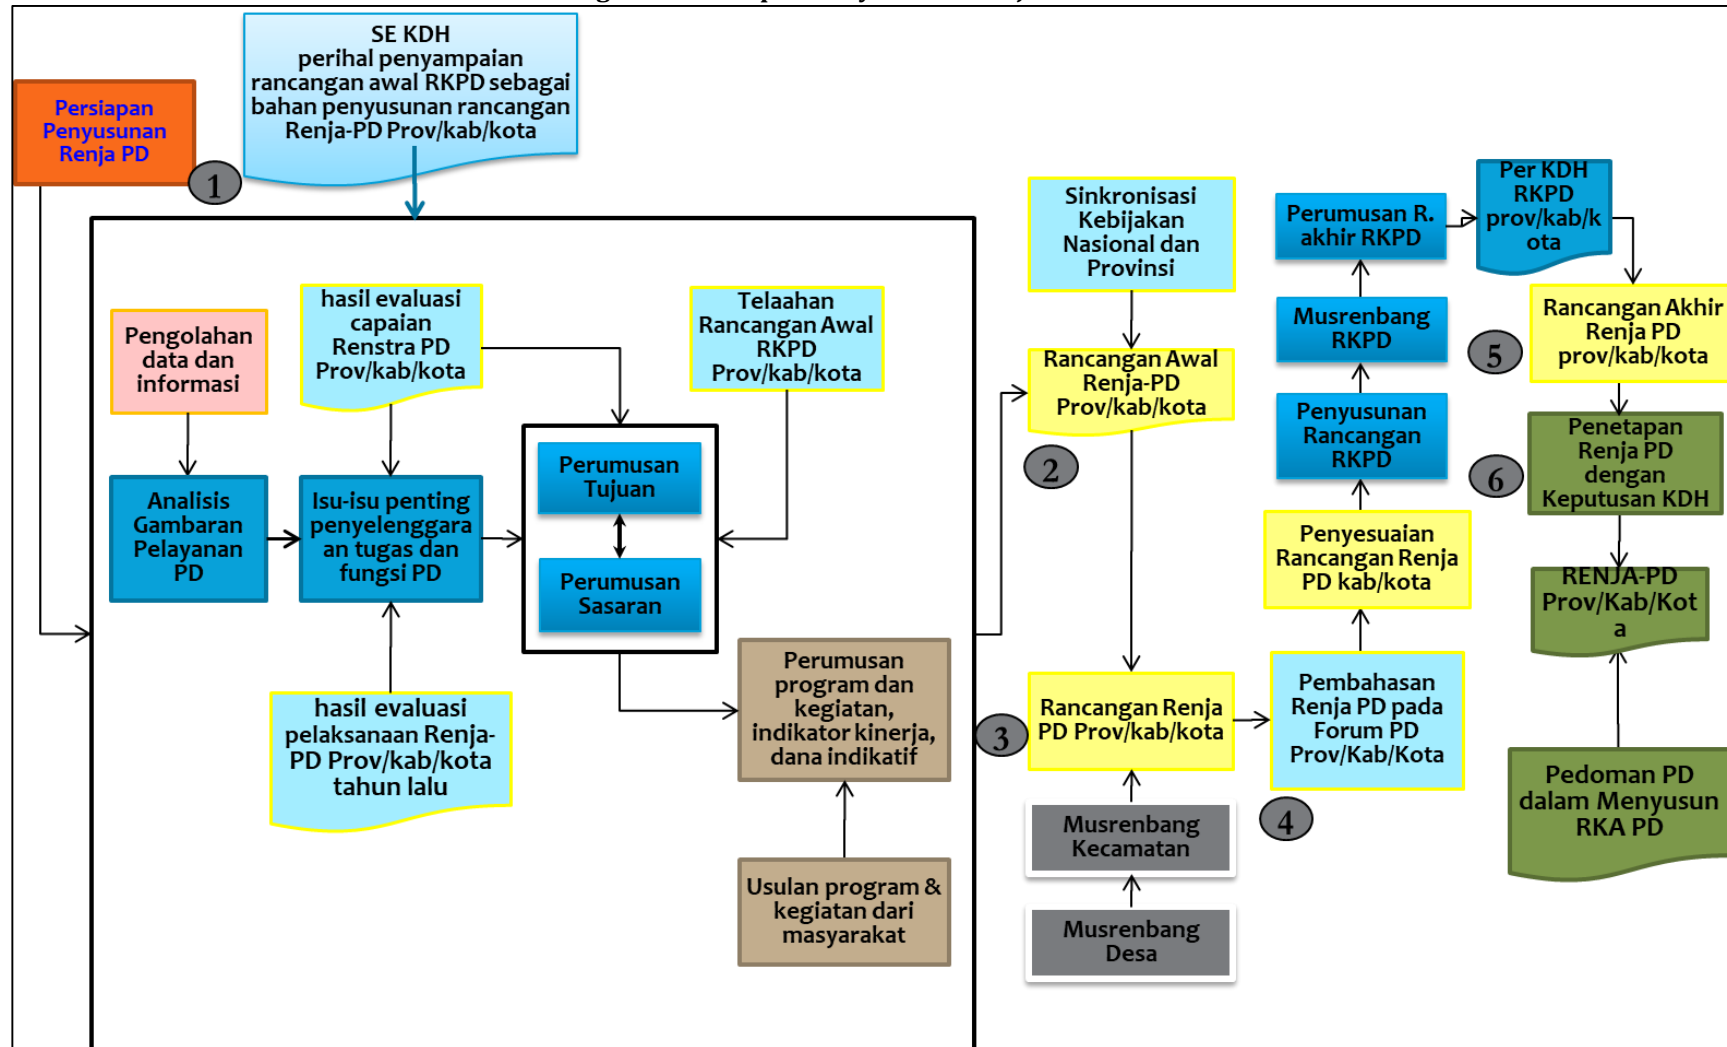 SE KDH
perihal penyampaian
rancangan awal RKPD sebagai
bahan penyusunan rancangan
Renja-PD Prov/kab/kota
Persiapan
Penyusunan
Renja PD
1
Pengolahan
data dan
informasi
hasil evaluasi
capaian
Renstra PD
Prov/kab/kota
Telaahan
Rancangan Awal
RKPD
Prov/kab/kota
Analisis
Gambaran
Pelayanan
PD
Isu-isu penting
penyelenggara
an tugas dan
fungsi PD
Perumusan
Tujuan
Perumusan
Sasaran
hasil evaluasi
pelaksanaan Renja-
PD Prov/kab/kota
tahun lalu
Perumusan
program dan
kegiatan,
indikator kinerja,
dana indikatif
Usulan program &
kegiatan dari
masyarakat
Sinkronisasi
Kebijakan
Nasional dan
Provinsi
Rancangan Awal
Renja-PD
Prov/kab/kota
2
Rancangan Renja
PD Prov/kab/kota
3
Musrenbang
Kecamatan
Musrenbang
Desa
Pembahasan
Renja PD pada
Forum PD
Prov/Kab/Kota
4
Penyesuaian
Rancangan Renja
PD kab/kota
Penyusunan
Rancangan
RKPD
Musrenbang
RKPD
Perumusan R.
akhir RKPD
Per KDH
RKPD
prov/kab/k
ota
Rancangan Akhir
Renja PD
prov/kab/kota
5
Penetapan
Renja PD
dengan
Keputusan KDH
6
RENJA-PD
Prov/Kab/Kot
a
Pedoman PD
dalam Menyusun
RKA PD